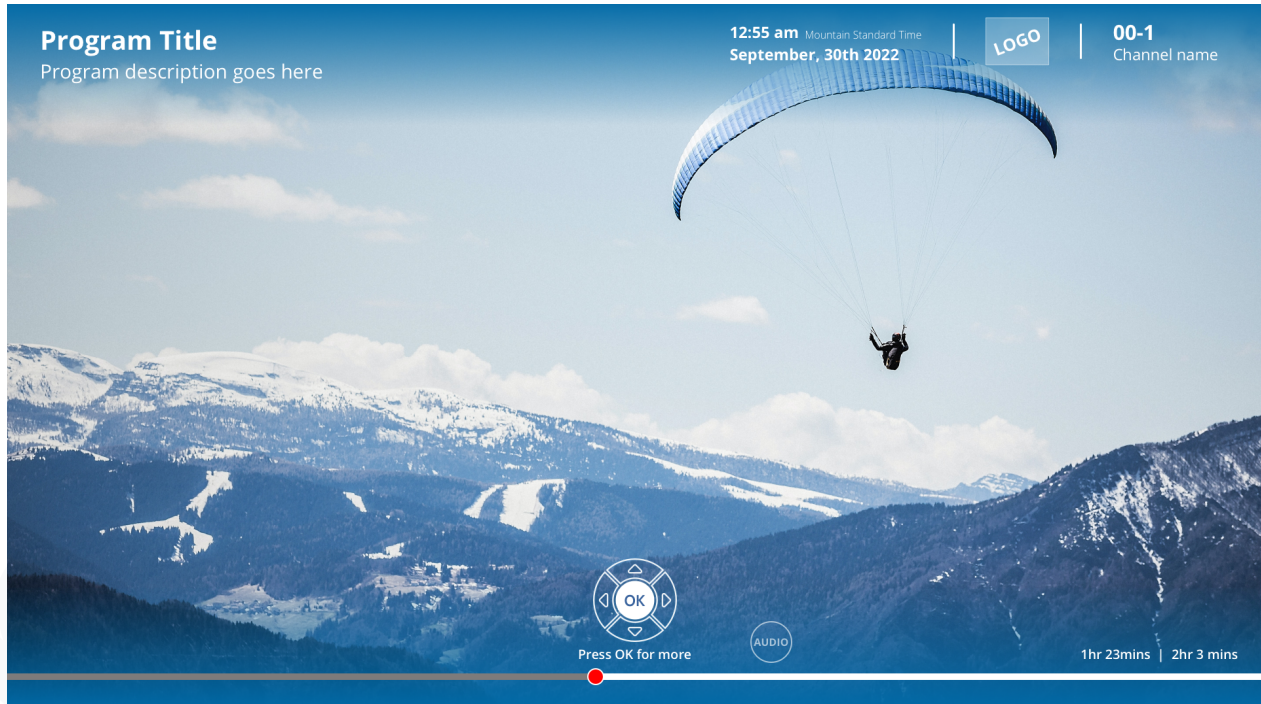 Program Title
Program description goes here
12:55 am Mountain Standard Time
September, 30th 2022
LOGO
00-1
Channel name
OK
Press OK for more
AUDIO
1hr 23mins | 2hr 3 mins